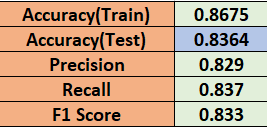 Accuracy(Train) 0.8675
Accuracy(Test) 0.8364
Precision 0.829
Recall 0.837
F1 Score 0.833